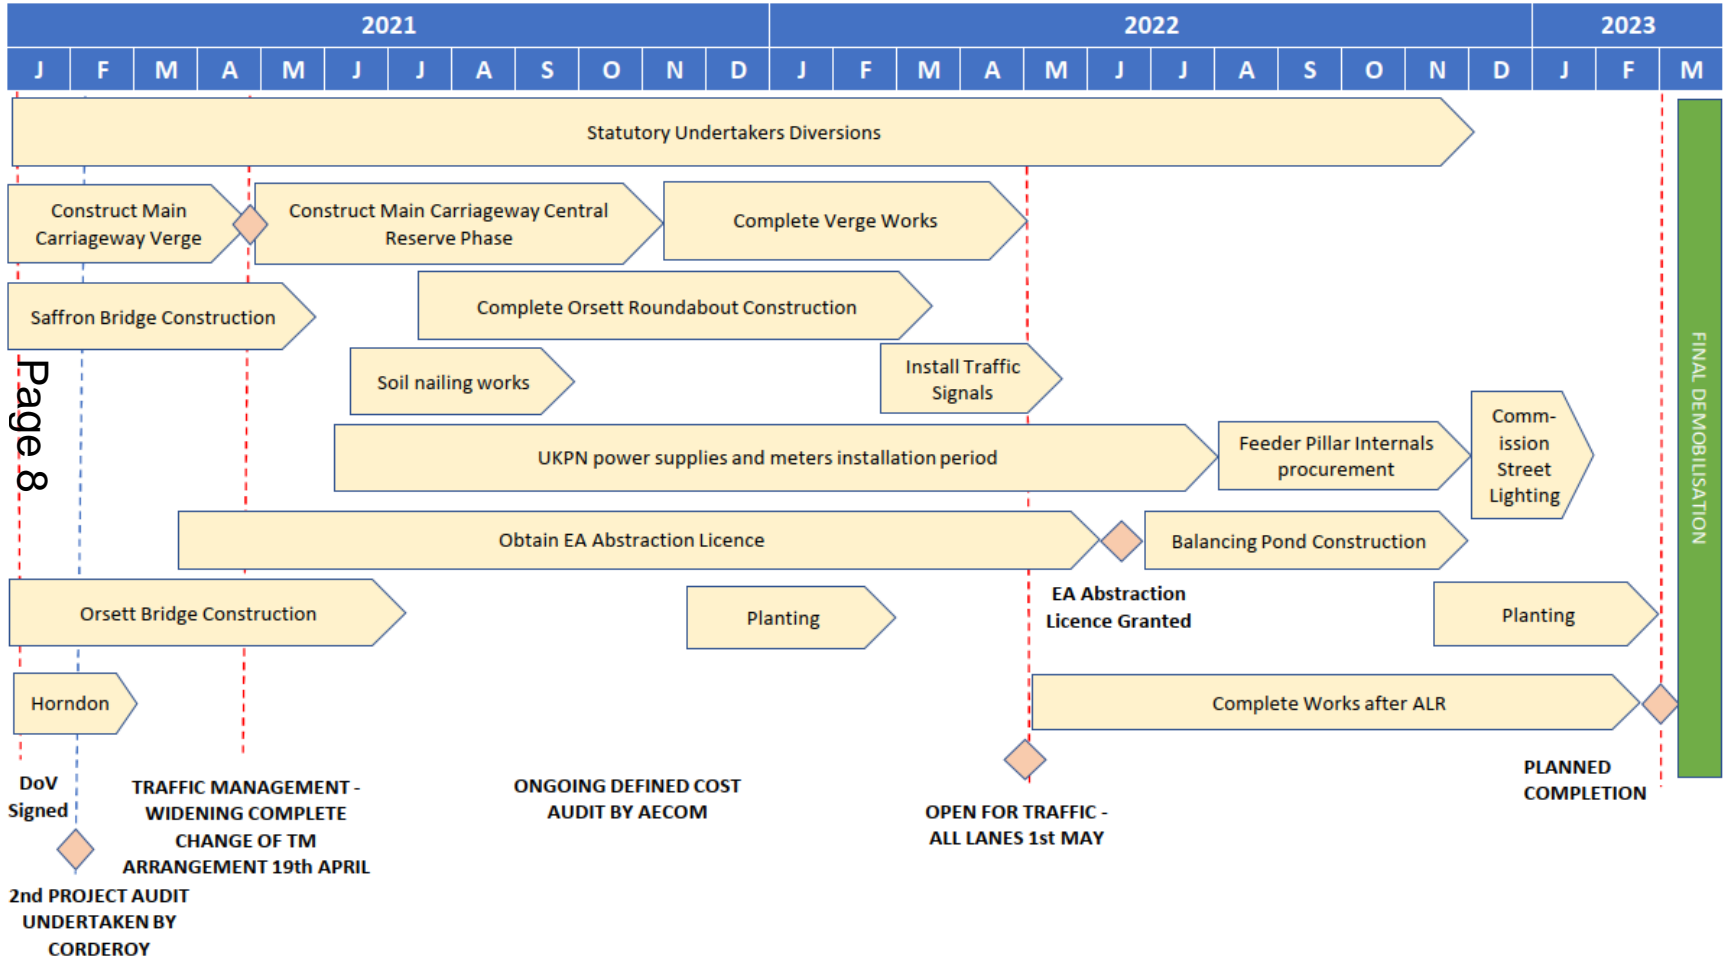 2021
2022
2023
J F M A M J J A S O N D J F M A M J J A S O N D J F M
Statutory Undertakers Diversions
Construct Main
Carriageway Verge
Construct Main Carriageway Central
Reserve Phase
Complete Verge Works
Saffron Bridge Construction
Complete Orsett Roundabout Construction
Soil nailing works
Install Traffic
Signals
Comm-
ission
Street
Lighting
UKPN power supplies and meters installation period
Feeder Pillar Internals
procurement
Page 8
Obtain EA Abstraction Licence
Balancing Pond Construction
EA Abstraction
Licence Granted
Orsett Bridge Construction
Planting
Planting
Horndon
Complete Works after ALR
FINAL DEMOBILISATION
DoV
Signed
TRAFFIC MANAGEMENT -
WIDENING COMPLETE
CHANGE OF TM
ARRANGEMENT 19th APRIL
ONGOING DEFINED COST
AUDIT BY AECOM
OPEN FOR TRAFFIC -
ALL LANES 1st MAY
PLANNED
COMPLETION
2nd PROJECT AUDIT
UNDERTAKEN BY
CORDEROY